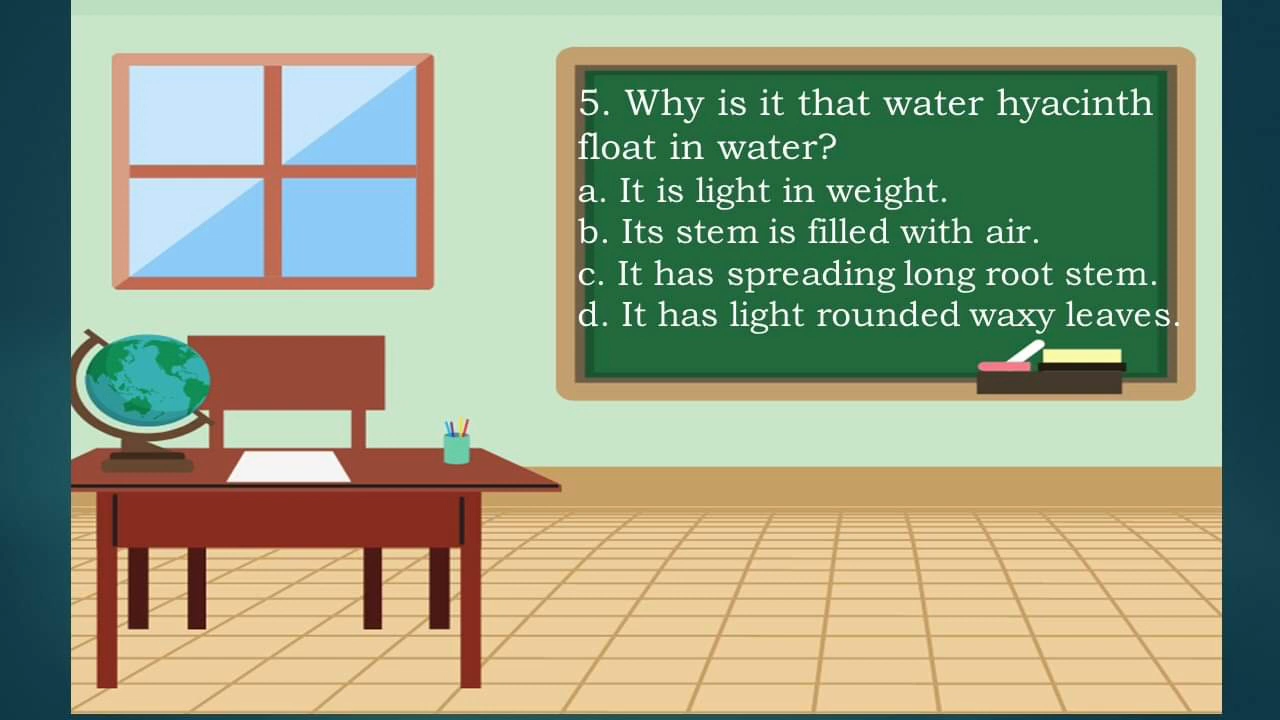 5. Why is it that water hyacinth
float in water?
a. It is light in weight.
b. Its stem is filled with air.
c. It has spreading long root stem.
d. It has light rounded waxy leaves.